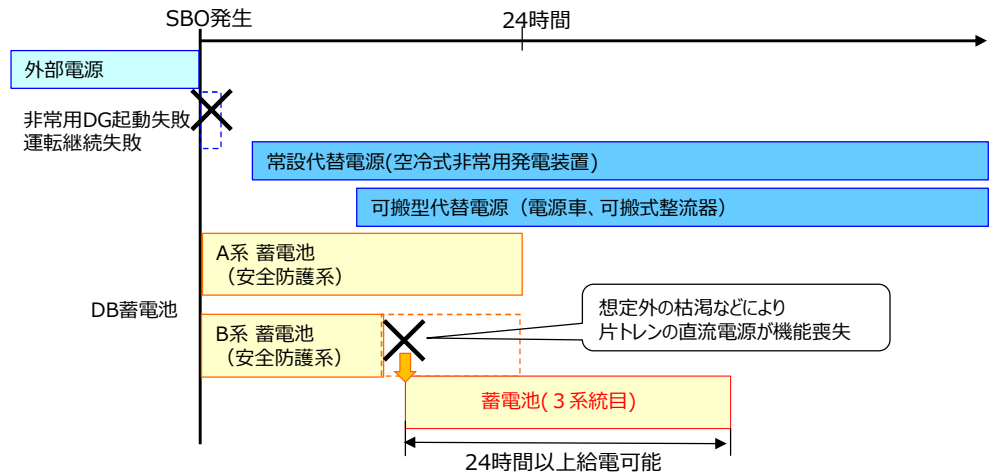 SBO発生
24時間
外部電源
非常用DG起動失敗
運転継続失敗
常設代替電源(空冷式非常用発電装置)
可搬型代替電源（電源車、可搬式整流器）
A系 蓄電池
（安全防護系）
DB蓄電池
B系 蓄電池
（安全防護系）
想定外の枯渇などにより
片トレンの直流電源が機能喪失
蓄電池(３系統目)
24時間以上給電可能